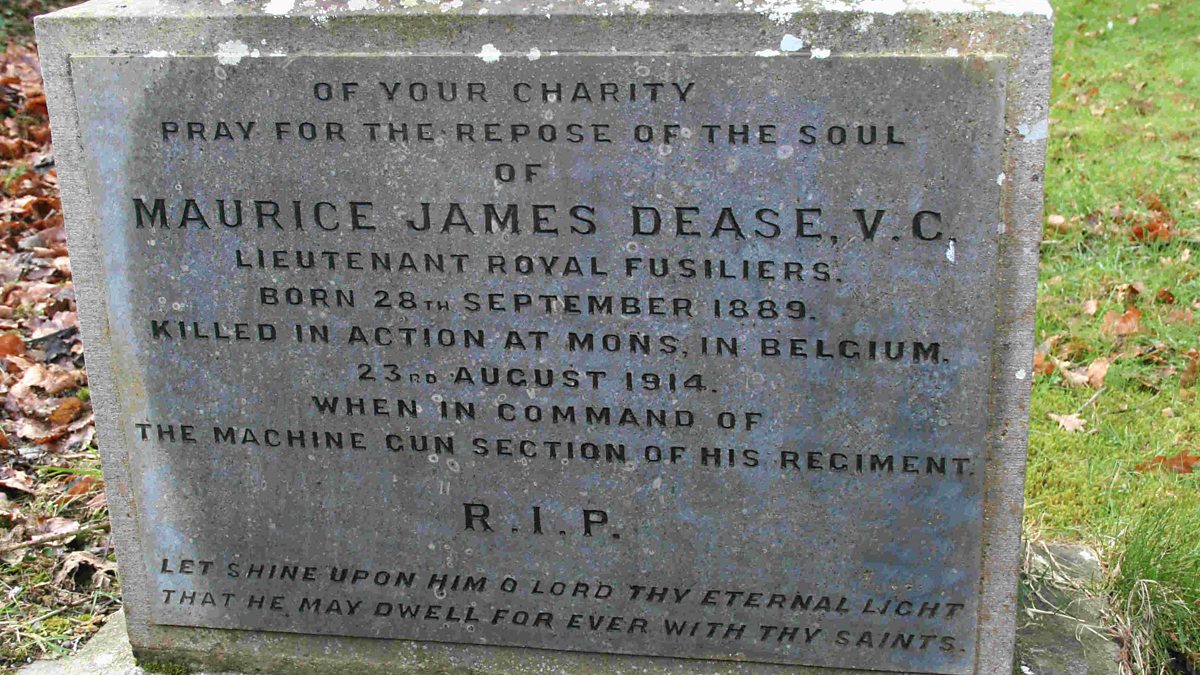 OF YOUR CHARITY
PRAY FOR THE REPOSE OF THE SOUL
OF
MAURICE JAMES DEASE, V.C.
LIEUTENANT ROYAL FUSILIERS.
BORN 28TH SEPTEMBER 1889.
KILLED IN ACTION AT MONS, IN BELGIUM.
23RD AUGUST 1914.
WHEN IN COMMAND OF
THE MACHINE GUN SECTION OF HIS REGIMENT.
R.I.P.
LET SHINE UPON HIM O LORD THY ETERNAL LIGHT
THAT HE MAY DWELL FOR EVER WITH THY SAINTS.